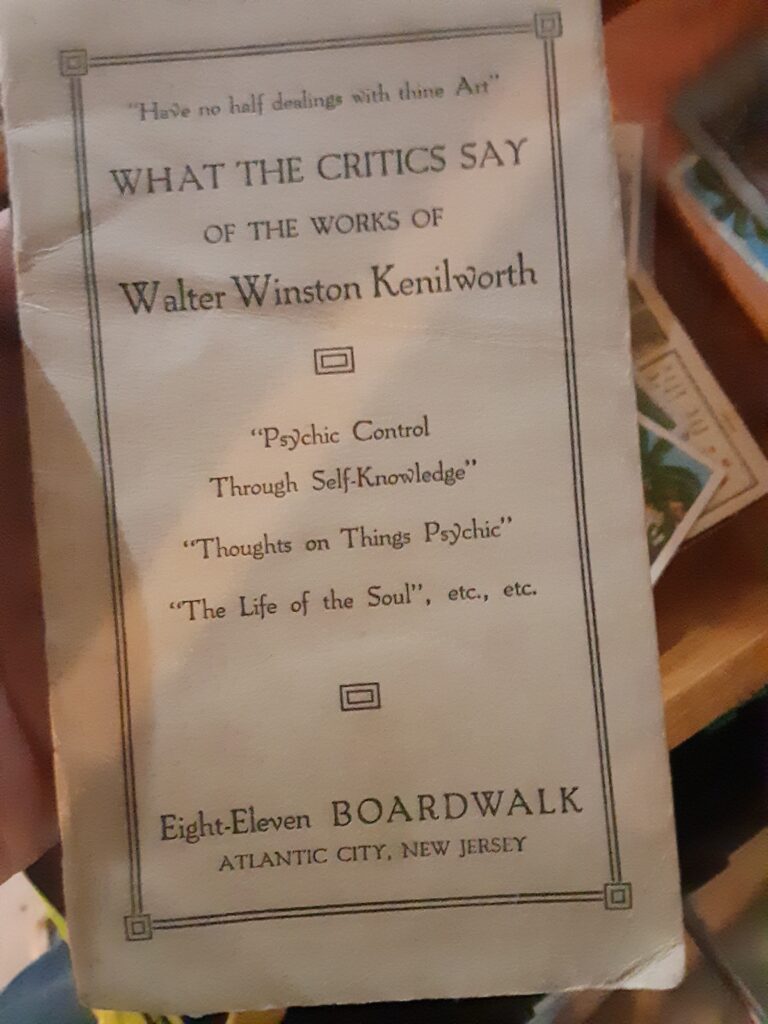 "Have no half dealings with thine Art"
WHAT THE CRITICS SAY
OF THE WORKS OF
Walter Winston Kenilworth
"Psychic Control
Through Self-Knowledge"
"Thoughts on Things Psychic"
"The Life of the Soul", etc., etc.
Eight-Eleven BOARDWALK
ATLANTIC CITY, NEW JERSEY